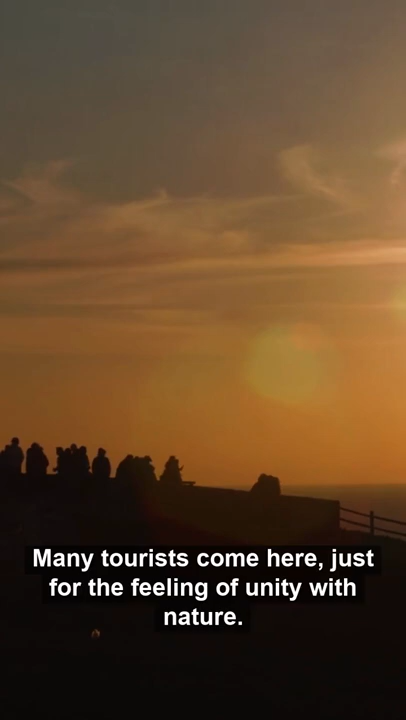 Many tourists come here, just
for the feeling of unity with
nature.